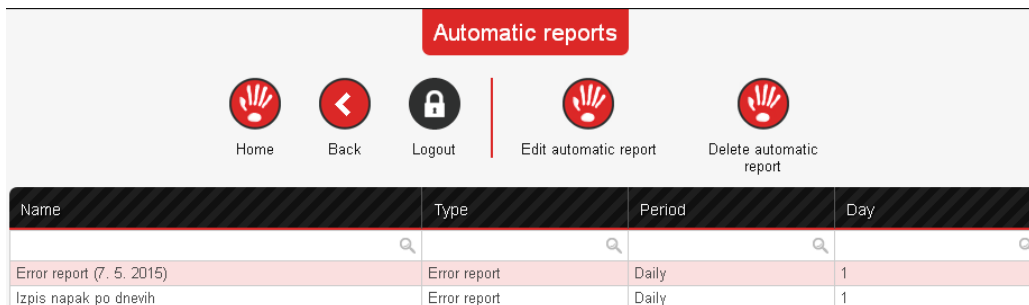 Automatic reports
Home Back Logout Edit automatic report Delete automatic
report
Name Type Period Day
Error report (7. 5. 2015) Error report Daily 1
Izpis napak po dnevih Error report Daily 1